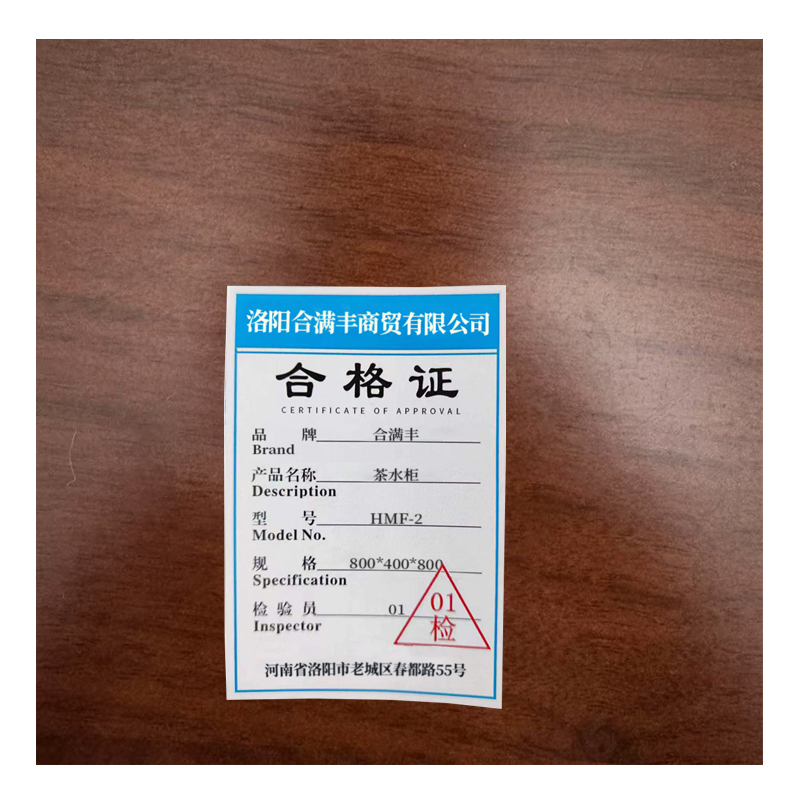 洛阳合满丰商贸有限公司
合格证
CERTIFICATE OF APPROVAL
品牌 合满丰
Brand
产品名称 茶水柜
Description
型号 HMF-2
Model No.
规格 800*400*800
Specification
检验员 01
Inspector
01
检
河南省洛阳市老城区春都路55号